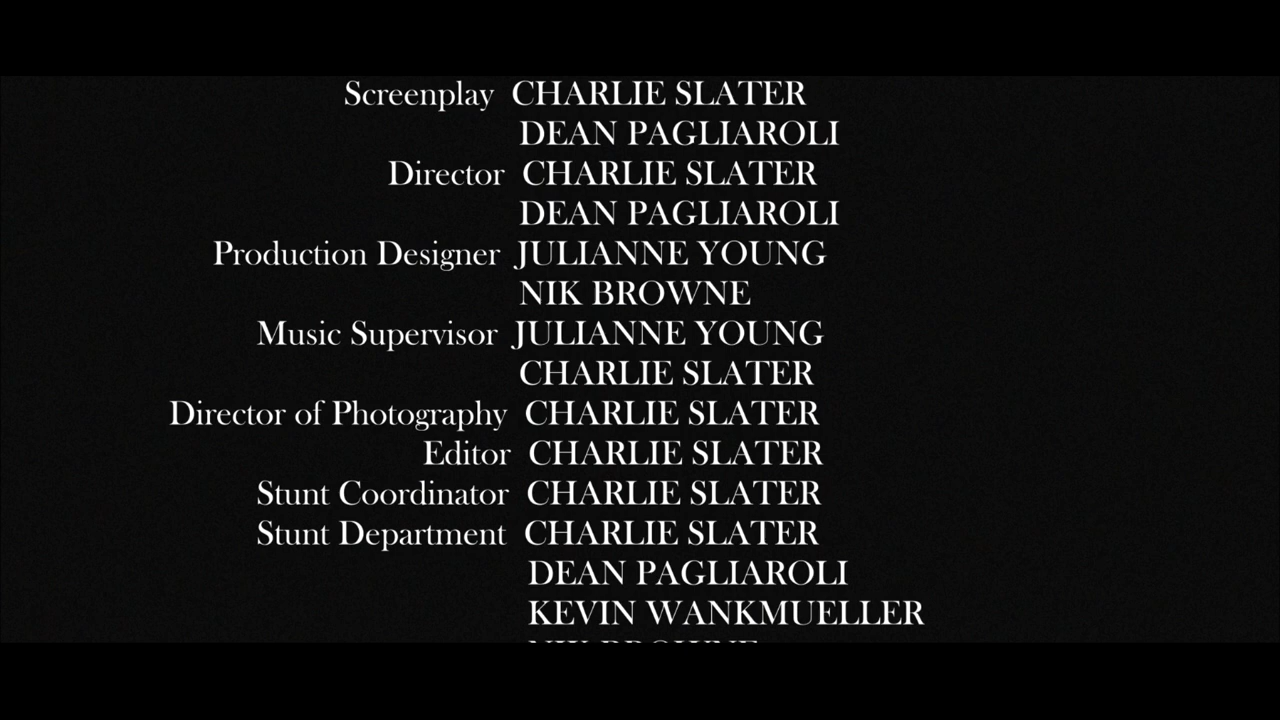 Screenplay CHARLIE SLATER
DEAN PAGLIAROLI
Director CHARLIE SLATER
DEAN PAGLIAROLI
Production Designer JULIANNE YOUNG
NIK BROWNE
Music Supervisor JULIANNE YOUNG
CHARLIE SLATER
Director of Photography CHARLIE SLATER
Editor CHARLIE SLATER
Stunt Coordinator CHARLIE SLATER
Stunt Department CHARLIE SLATER
DEAN PAGLIAROLI
KEVIN WANKMUELLER